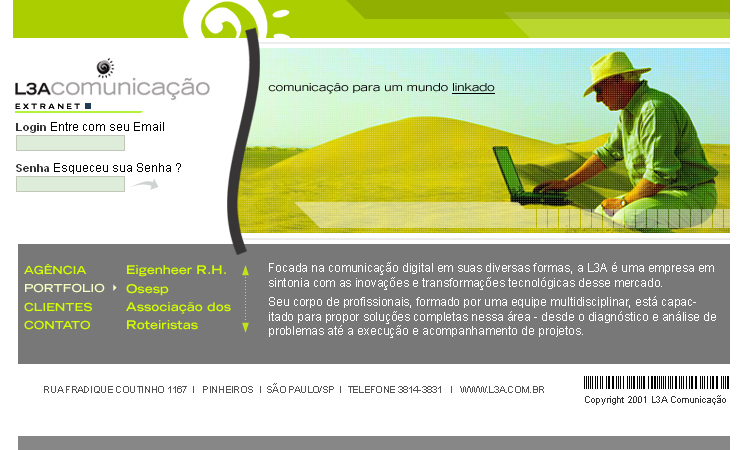 L3Acomunicação
EXTRANET
Login Entre com seu Email
Senha Esqueceu sua Senha ?
comunicação para um mundo linkado
AGÊNCIA
PORTFOLIO
CLIENTES
CONTATO
Eigenheer R.H.
Osesp
Associação dos
Roteiristas
Focada na comunicação digital em suas diversas formas, a L3A é uma empresa em
sintonia com as inovações e transformações tecnológicas desse mercado.
Seu corpo de profissionais, formado por uma equipe multidisciplinar, está capac-
itado para propor soluções completas nessa área - desde o diagnóstico e análise de
problemas até a execução e acompanhamento de projetos.
RUA FRADIQUE COUTINHO 1167 I PINHEIROS I SÃO PAULO/SP I TELEFONE 3814-3831 I WWW.L3A.COM.BR
Copyright 2001 L3A Comunicação